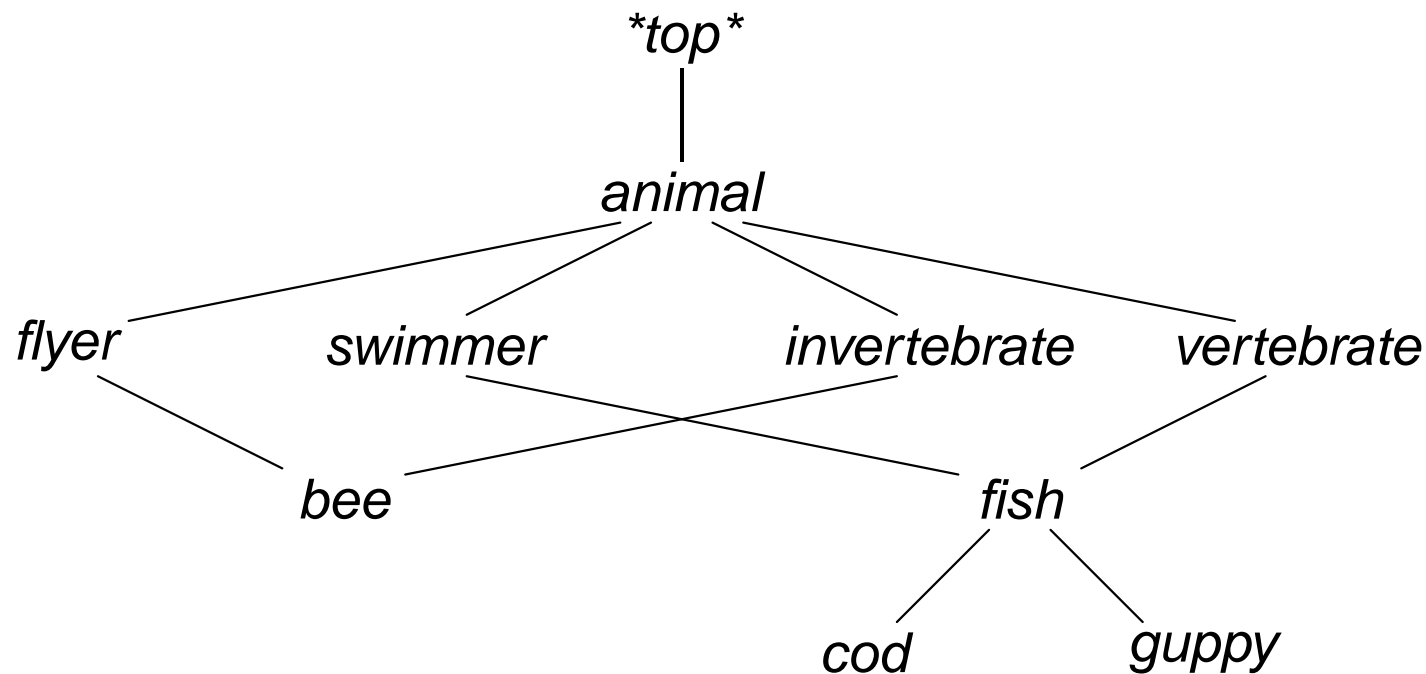 *top*
animal
flyer swimmer invertebrate vertebrate
bee fish
cod guppy